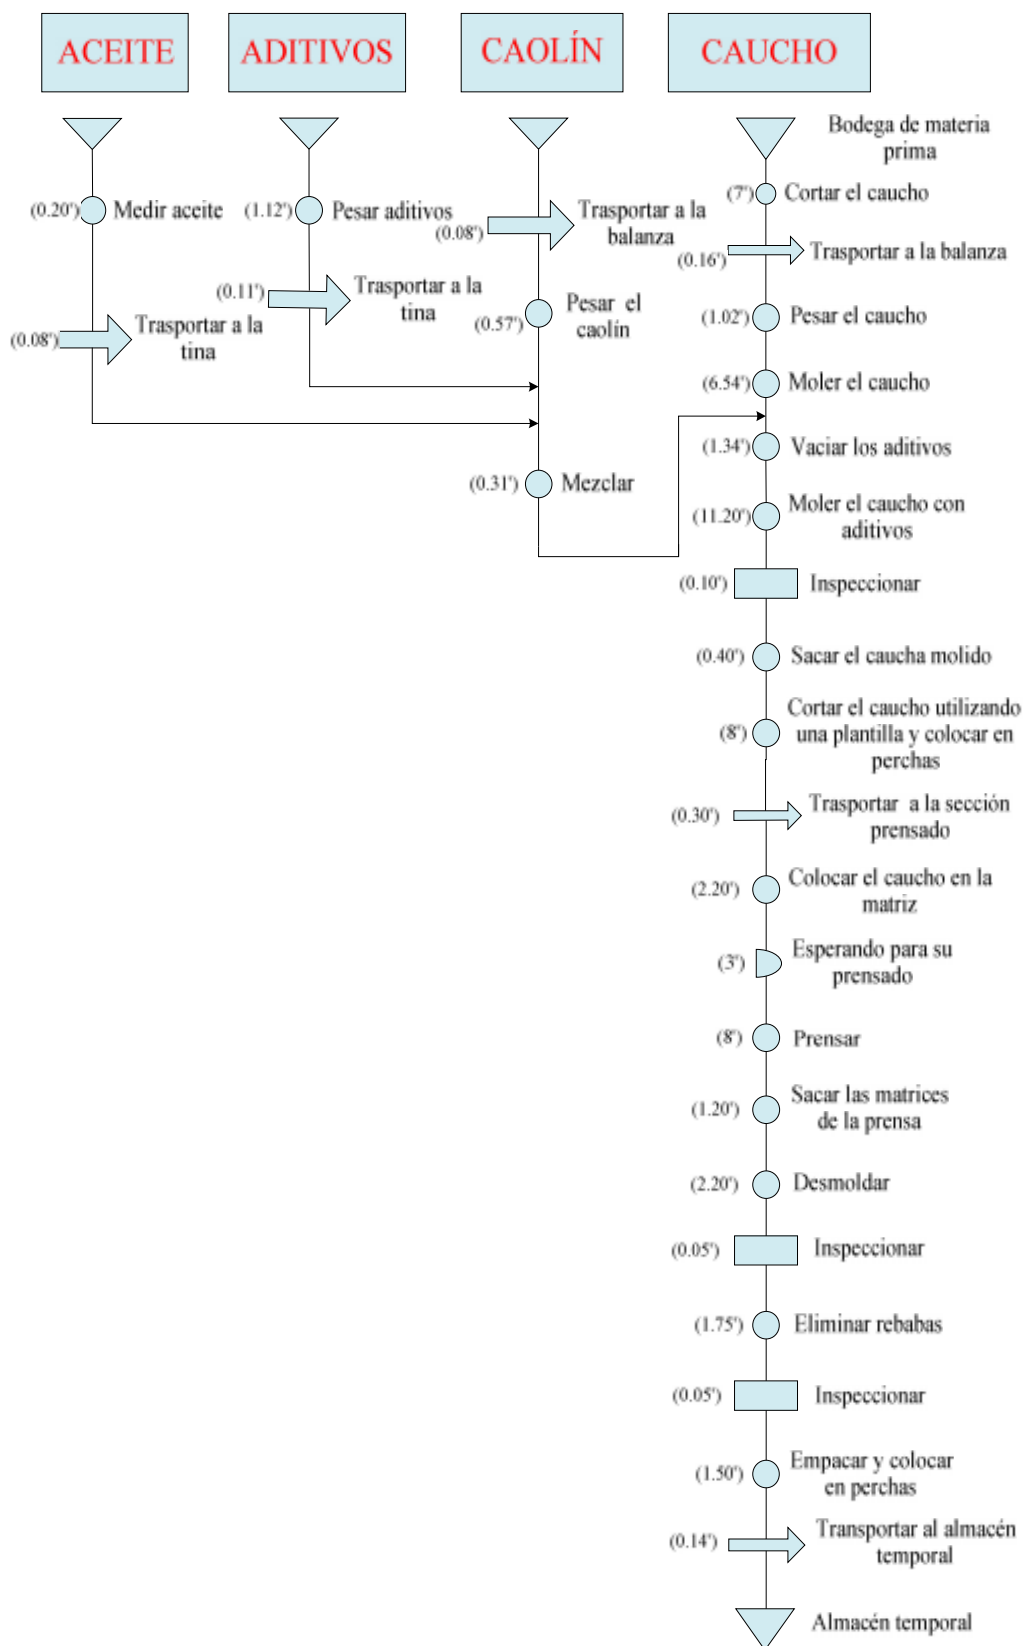 ACEITE
ADITIVOS
CAOLÍN
CAUCHO
Bodega de materia
prima
(0.20') Medir aceite
(1.12') Pesar aditivos
(0.08') Trasportar a la
balanza
(7') Cortar el caucho
(0.16') Trasportar a la balanza
(0.11') Trasportar a la
tina
(0.08') Trasportar a la
tina
(0.57') Pesar el
caolín
(1.02') Pesar el caucho
(6.54') Moler el caucho
(1.34') Vaciar los aditivos
(0.31') Mezclar
(11.20') Moler el caucho con
aditivos
(0.10') Inspeccionar
(0.40') Sacar el caucha molido
(8') Cortar el caucho utilizando
una plantilla y colocar en
perchas
(0.30') Trasportar a la sección
prensado
(2.20') Colocar el caucho en la
matriz
(3') Esperando para su
prensado
(8') Prensar
(1.20') Sacar las matrices
de la prensa
(2.20') Desmoldar
(0.05') Inspeccionar
(1.75') Eliminar rebabas
(0.05') Inspeccionar
(1.50') Empacar y colocar
en perchas
(0.14') Transportar al almacén
temporal
Almacén temporal